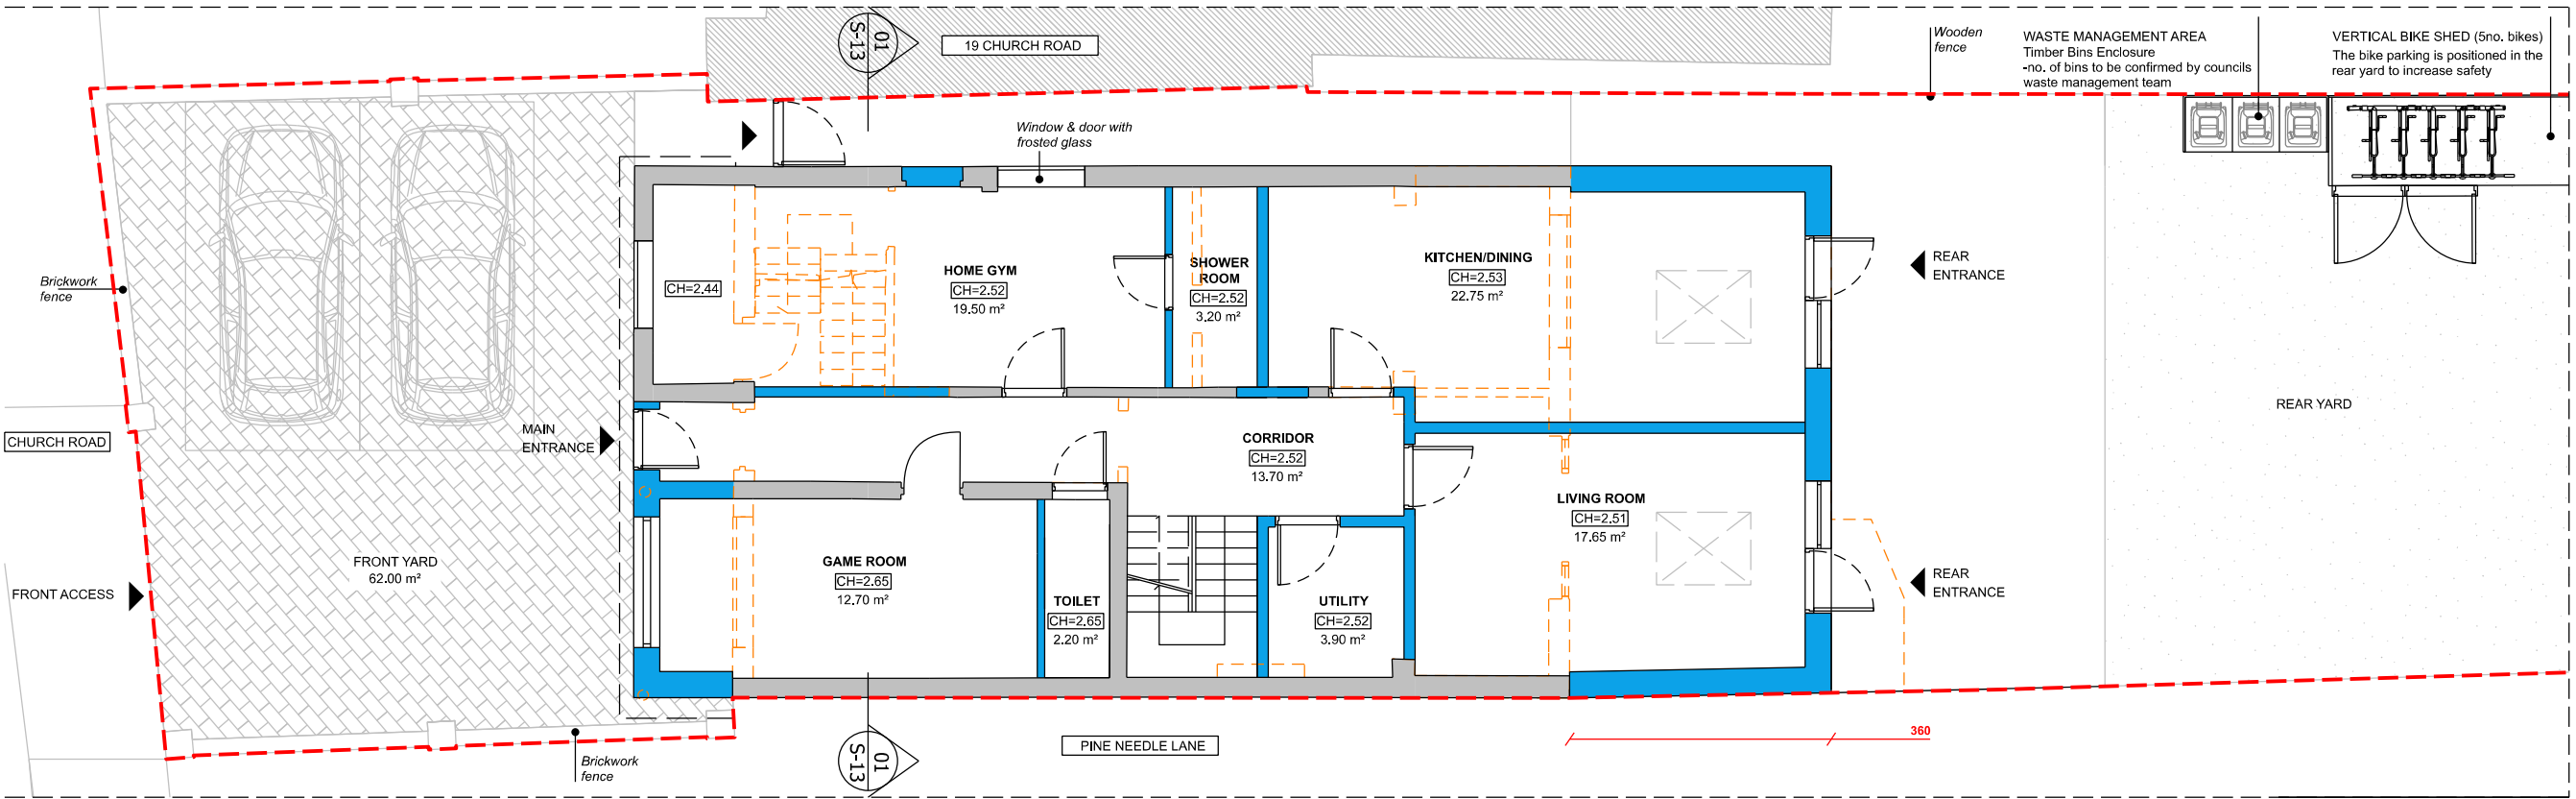 01
S-13
19 CHURCH ROAD
Wooden
fence
WASTE MANAGEMENT AREA
Timber Bins Enclosure
-no. of bins to be confirmed by councils
waste management team
VERTICAL BIKE SHED (5no. bikes)
The bike parking is positioned in the
rear yard to increase safety
Window & door with
frosted glass
Brickwork
fence
CH=2.44
HOME GYM
CH=2.52
19.50 m²
SHOWER
ROOM
CH=2.52
3.20 m²
KITCHEN/DINING
CH=2.53
22.75 m²
REAR
ENTRANCE
REAR YARD
CHURCH ROAD
MAIN
ENTRANCE
CORRIDOR
CH=2.52
13.70 m²
LIVING ROOM
CH=2.51
17.65 m²
FRONT YARD
62.00 m²
GAME ROOM
CH=2.65
12.70 m²
TOILET
CH=2.65
2.20 m²
UTILITY
CH=2.52
3.90 m²
REAR
ENTRANCE
FRONT ACCESS
Brickwork
fence
01
S-13
PINE NEEDLE LANE
360